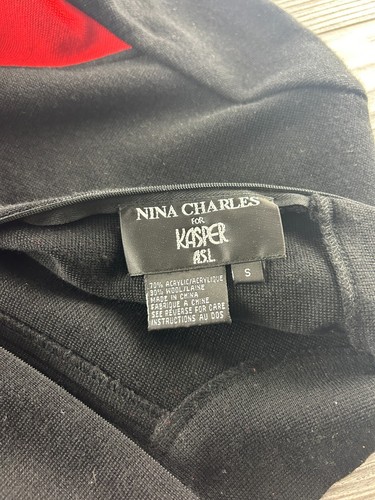 NINA CHARLES
FOR
KASPER
A.S.L.
S
70% ACRYLIC/ACRYLIQUE
30% WOOL/LAINE
MADE IN CHINA
FABRIQUE A CHINE
SEE REVERSE FOR CARE
INSTRUCTIONS AU DOS